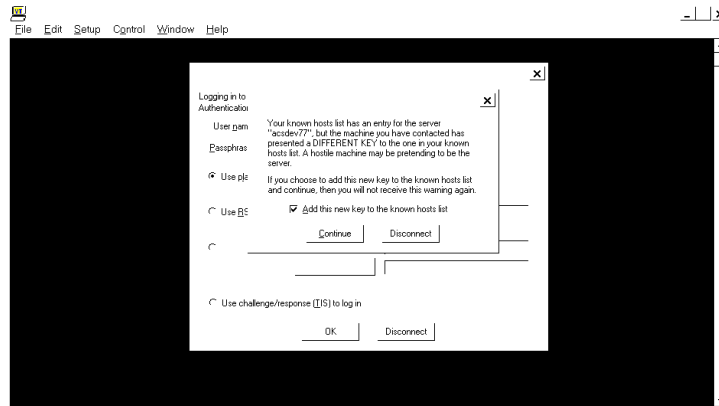 VT
File Edit Setup Control Window Help
Logging in to
Authentication
User nam
Passphras
Use pla
Use RS
Your known hosts list has an entry for the server
"acsdev77", but the machine you have contacted has
presented a DIFFERENT KEY to the one in your known
hosts list. A hostile machine may be pretending to be the
server.
If you choose to add this new key to the known hosts list
and continue, then you will not receive this warning again.
Add this new key to the known hosts list
Continue Disconnect
Use challenge/response (TIS) to log in
OK Disconnect